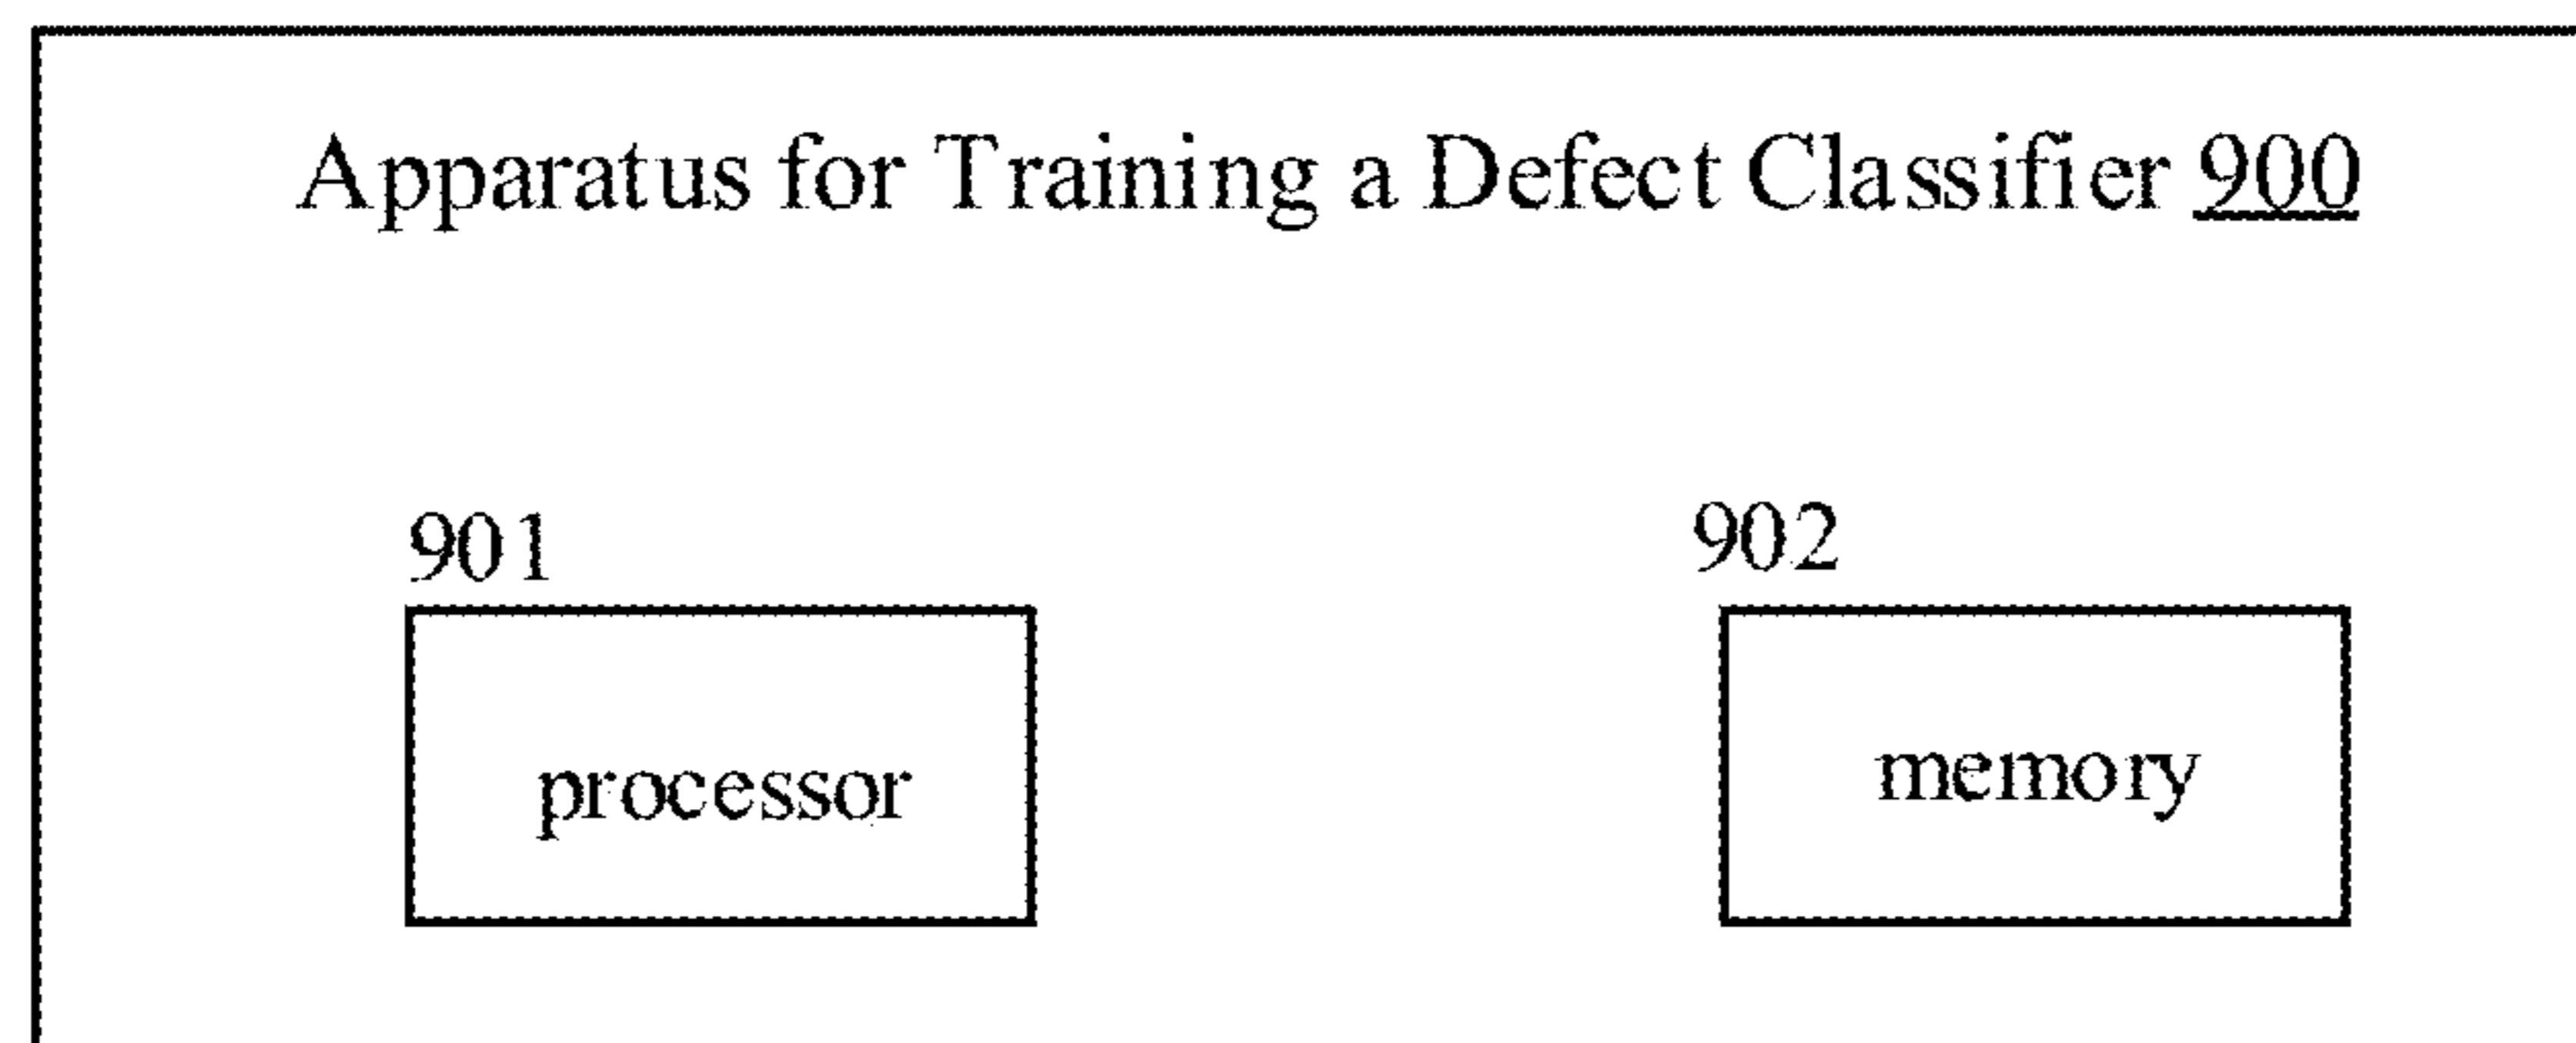 Apparatus for Training a Defect Classifier 900
901
902
processor
memory